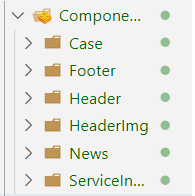 Compone...
Case
Footer
Header
HeaderImg
News
ServiceIn...